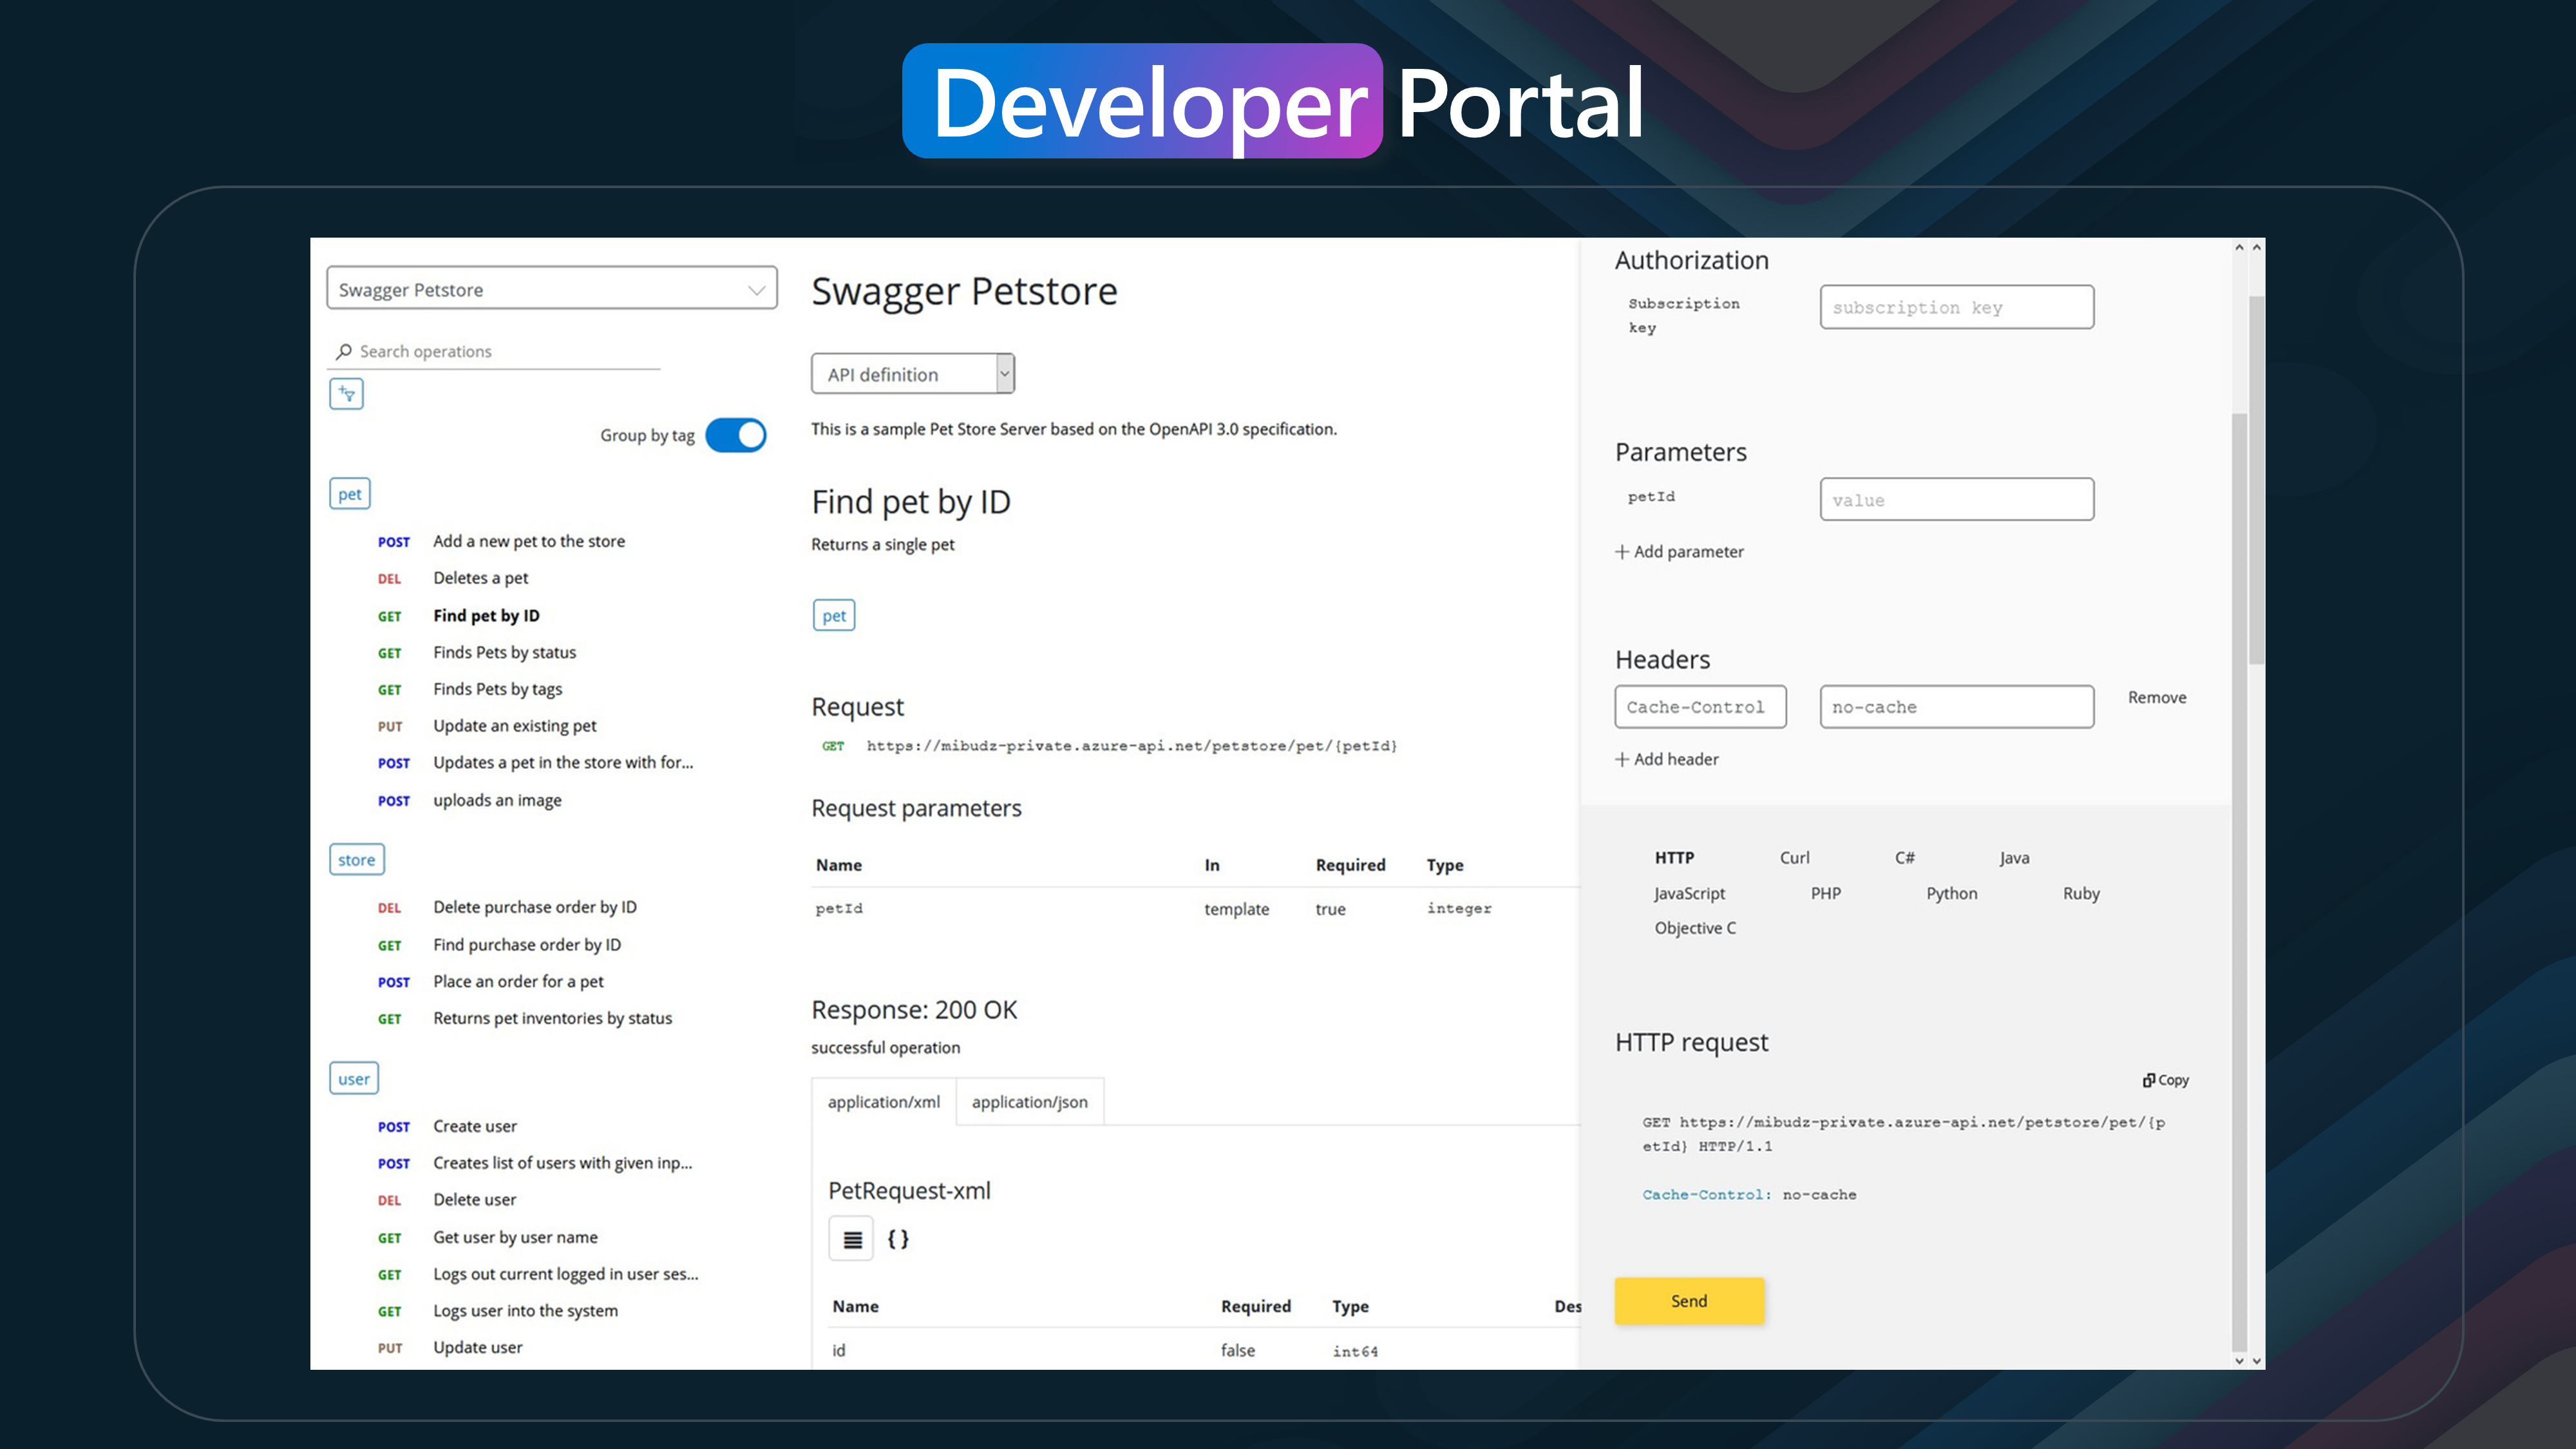 Developer Portal
Swagger Petstore
Search operations
Group by tag
pet
POST Add a new pet to the store
DEL Deletes a pet
GET Find pet by ID
GET Finds Pets by status
GET Finds Pets by tags
PUT Update an existing pet
POST Updates a pet in the store with for...
POST uploads an image
store
DEL Delete purchase order by ID
GET Find purchase order by ID
POST Place an order for a pet
GET Returns pet inventories by status
user
POST Create user
POST Creates list of users with given inp...
DEL Delete user
GET Get user by user name
GET Logs out current logged in user ses...
GET Logs user into the system
PUT Update user
Swagger Petstore
API definition
This is a sample Pet Store Server based on the OpenAPI 3.0 specification.
Find pet by ID
Returns a single pet
pet
Request
GET https://mibudz-private.azure-api.net/petstore/pet/{petId}
Request parameters
Name In Required Type
petId template true integer
Response: 200 OK
successful operation
application/xml application/json
PetRequest-xml
{ }
Name Required Type Des
id false int64
Authorization
Subscription
key
subscription key
Parameters
petId value
+ Add parameter
Headers
Cache-Control no-cache Remove
+ Add header
HTTP Curl C# Java
JavaScript PHP Python Ruby
Objective C
HTTP request
Copy
GET https://mibudz-private.azure-api.net/petstore/pet/{p
etId} HTTP/1.1
Cache-Control: no-cache
Send